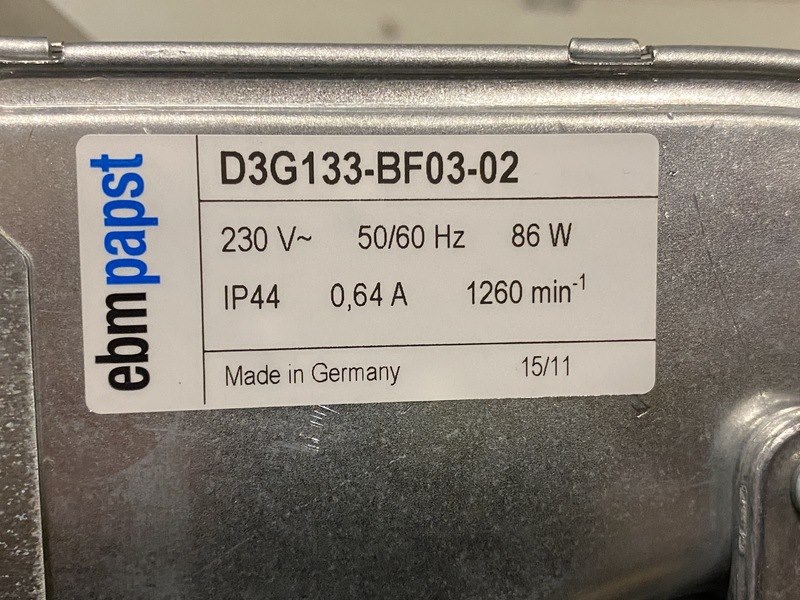 ebmpapst
D3G133-BF03-02
230 V~ 50/60 Hz 86 W
IP44 0,64 A 1260 min⁻¹
Made in Germany 15/11